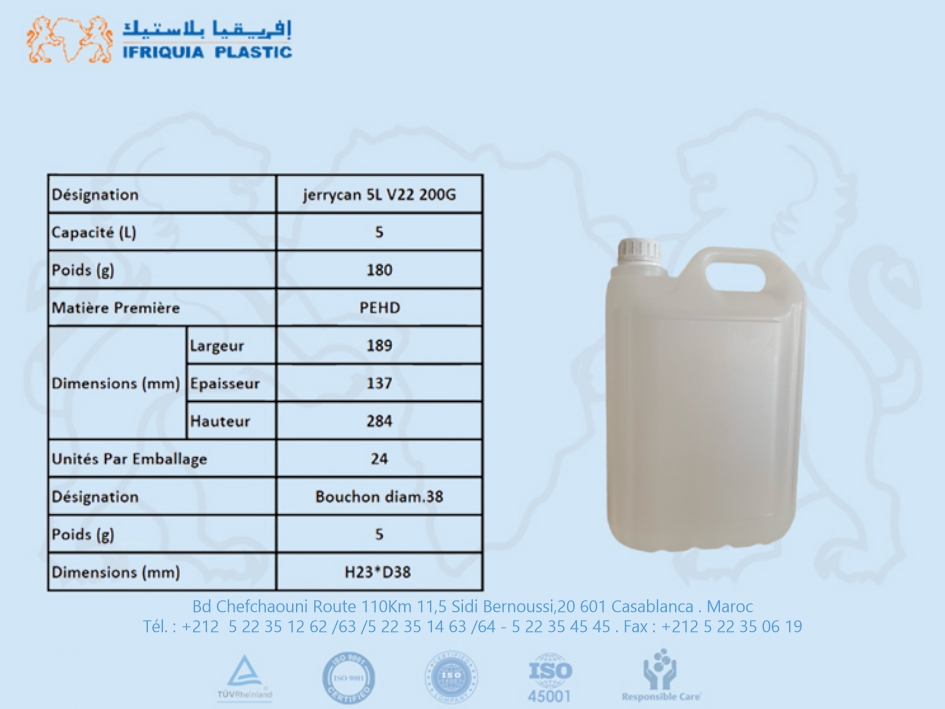 إفريقيا بلاستيك
IFRIQUIA PLASTIC
Désignation jerrycan 5L V22 200G
Capacité (L) 5
Poids (g) 180
Matière Première PEHD
Dimensions (mm) Largeur 189
Epaisseur 137
Hauteur 284
Unités Par Emballage 24
Désignation Bouchon diam.38
Poids (g) 5
Dimensions (mm) H23*D38
Bd Chefchaouni Route 110Km 11,5 Sidi Bernoussi,20 601 Casablanca . Maroc
Tél. : +212 5 22 35 12 62 /63 /5 22 35 14 63 /64 - 5 22 35 45 45 . Fax : +212 5 22 35 06 19
TÜVRheinland
ISO 9001
ISO 9001
CERTIFIED
CERTIFIED
ISO
COMPANY
ISO
45001
Responsible Care